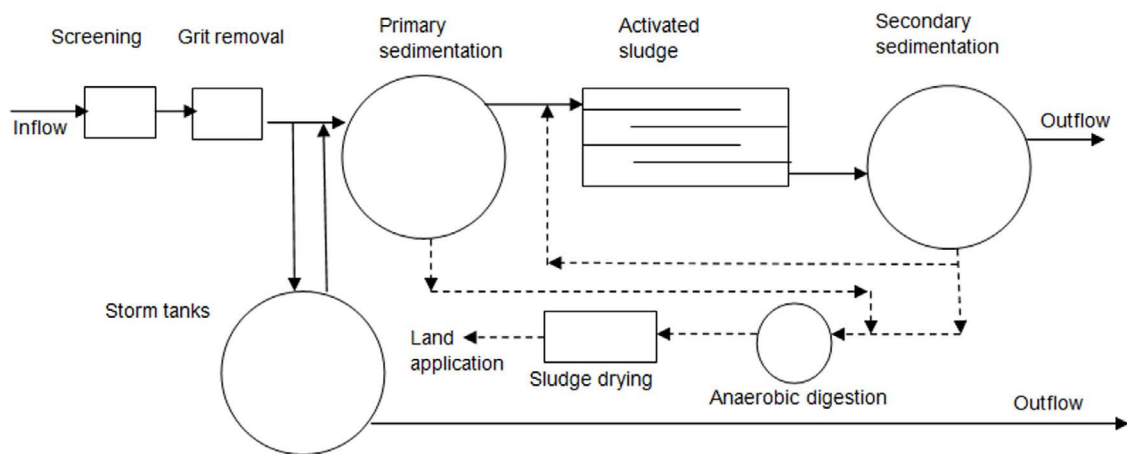 Screening
Grit removal
Primary
sedimentation
Activated
sludge
Secondary
sedimentation
Inflow
Outflow
Storm tanks
Land
application
Sludge drying
Anaerobic digestion
Outflow